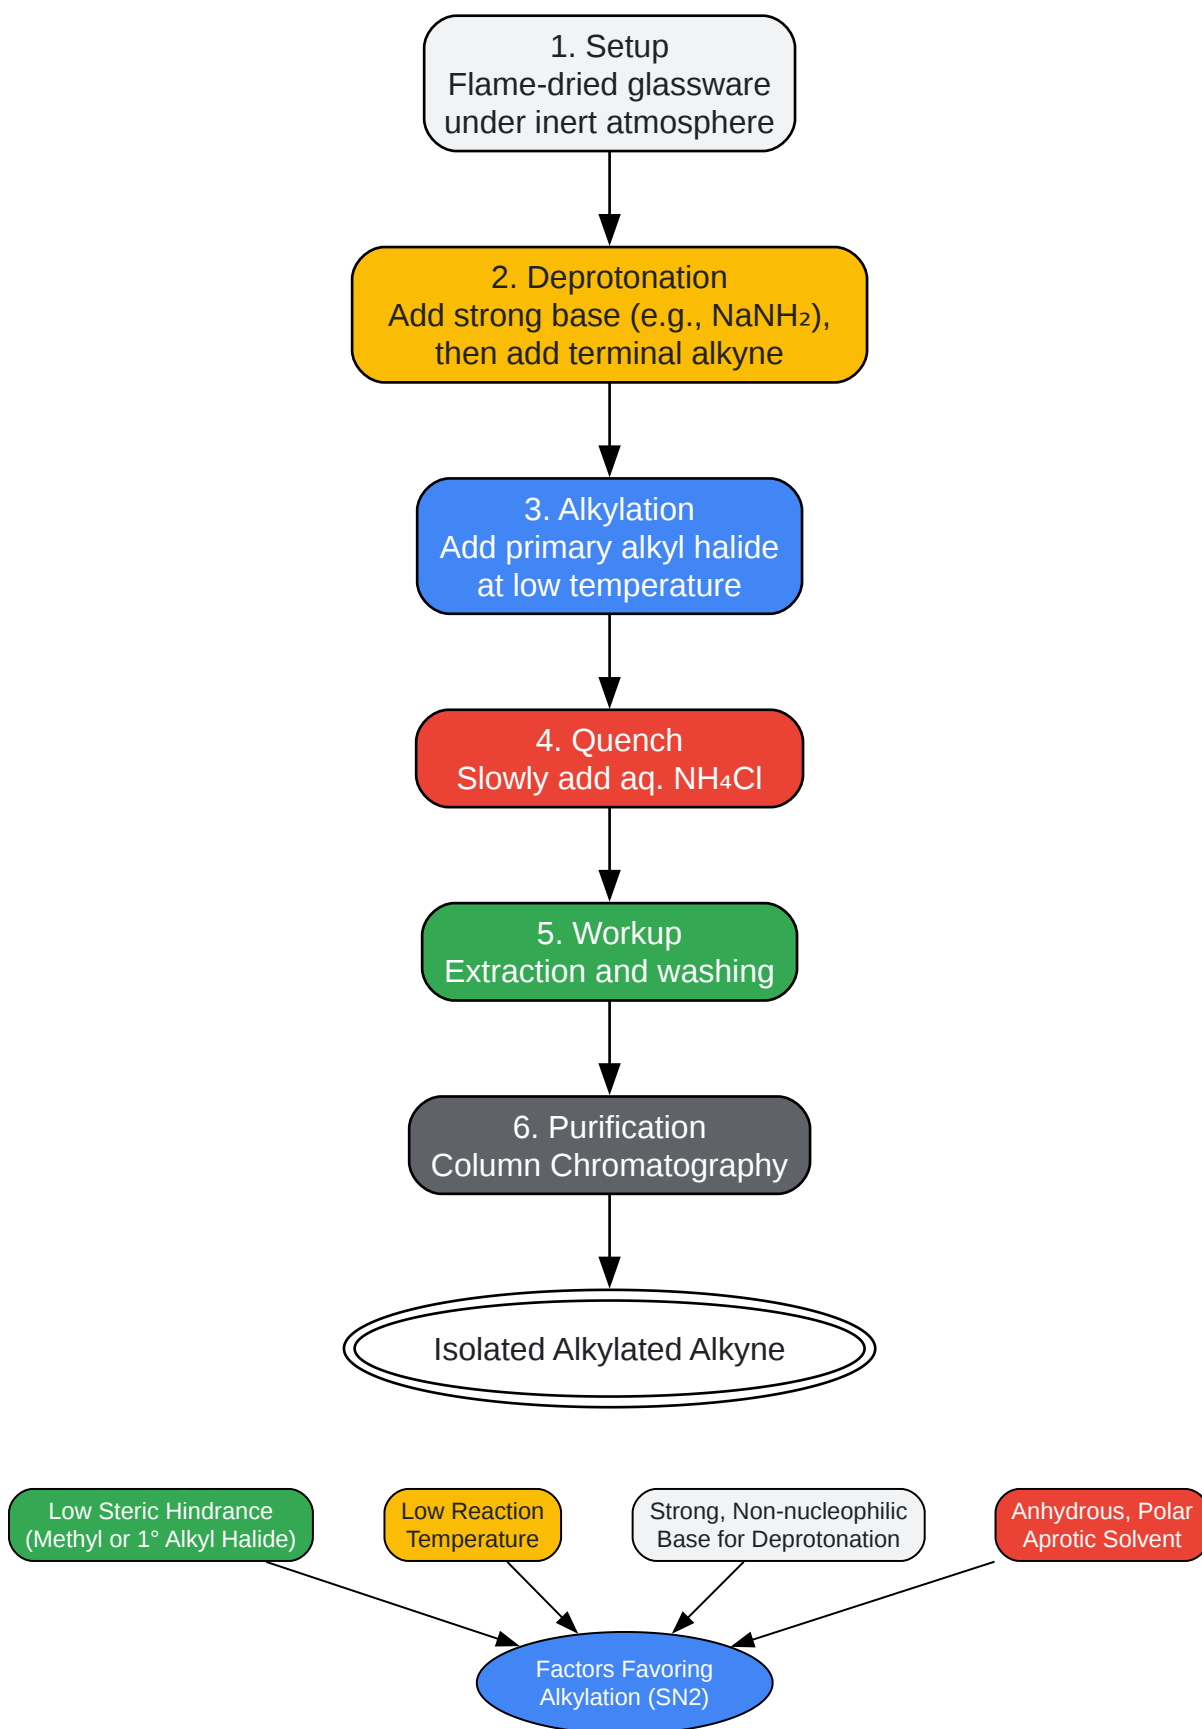 1. Setup
Flame-dried glassware
under inert atmosphere
2. Deprotonation
Add strong base (e.g., NaNH₂),
then add terminal alkyne
3. Alkylation
Add primary alkyl halide
at low temperature
4. Quench
Slowly add aq. NH₄Cl
5. Workup
Extraction and washing
6. Purification
Column Chromatography
Isolated Alkylated Alkyne
Low Steric Hindrance
(Methyl or 1° Alkyl Halide)
Low Reaction
Temperature
Strong, Non-nucleophilic
Base for Deprotonation
Anhydrous, Polar
Aprotic Solvent
Factors Favoring
Alkylation (SN2)